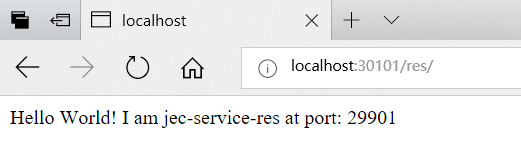 localhost
localhost:30101/res/
Hello World! I am jec-service-res at port: 29901